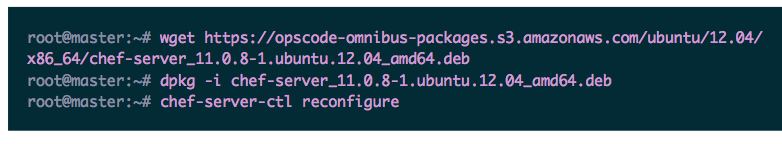 root@master:~# wget https://opscode-omnibus-packages.s3.amazonaws.com/ubuntu/12.04/
x86_64/chef-server_11.0.8-1.ubuntu.12.04_amd64.deb
root@master:~# dpkg -i chef-server_11.0.8-1.ubuntu.12.04_amd64.deb
root@master:~# chef-server-ctl reconfigure